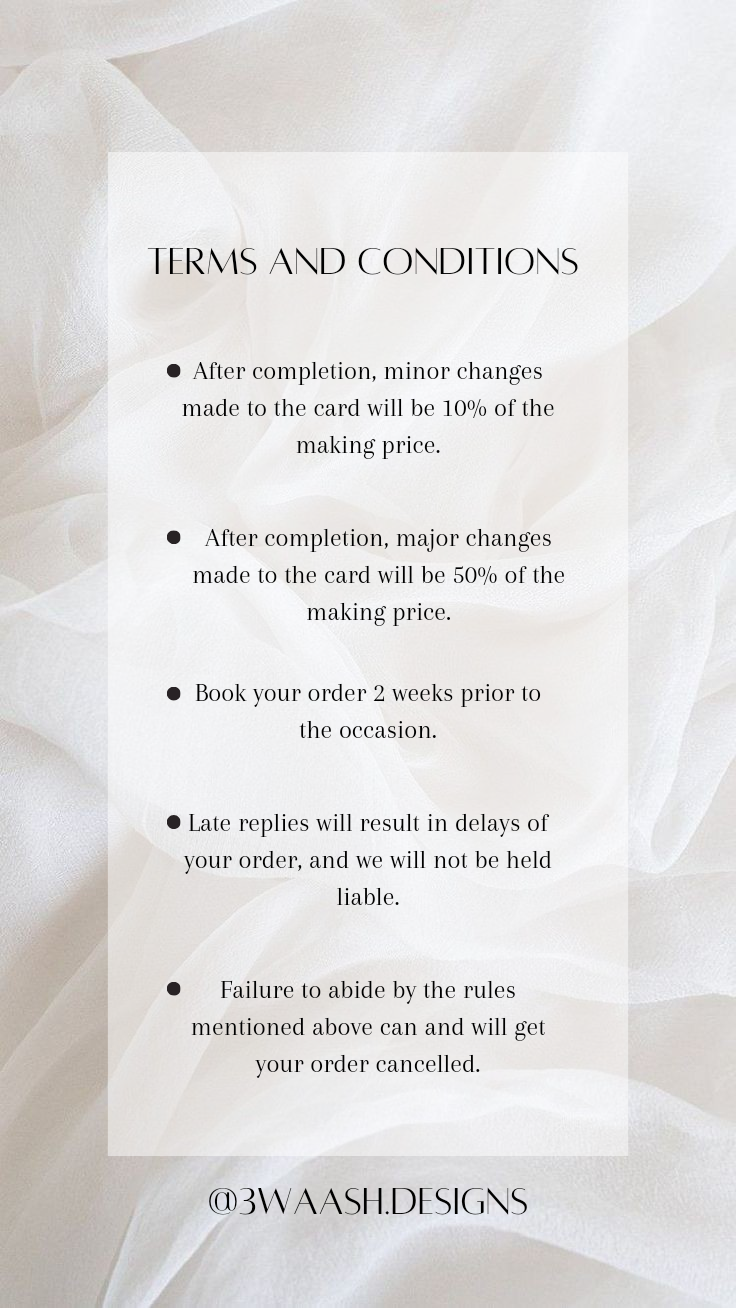 TERMS AND CONDITIONS
● After completion, minor changes
made to the card will be 10% of the
making price.
● After completion, major changes
made to the card will be 50% of the
making price.
● Book your order 2 weeks prior to
the occasion.
● Late replies will result in delays of
your order, and we will not be held
liable.
● Failure to abide by the rules
mentioned above can and will get
your order cancelled.
@3WAASH.DESIGNS